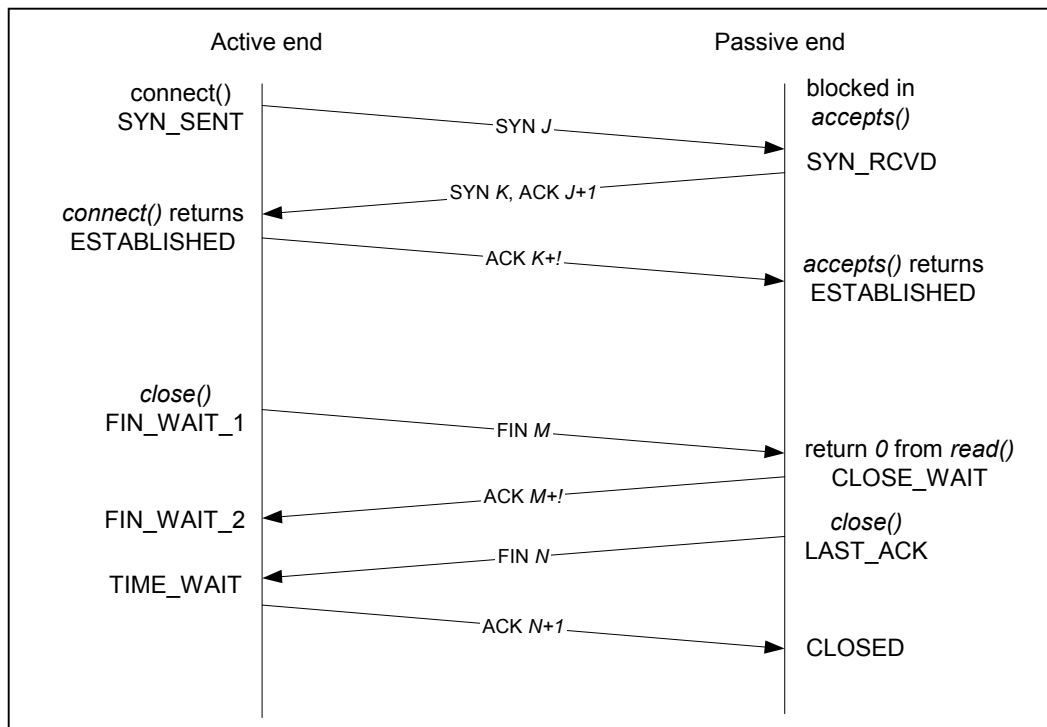 Active end
Passive end
connect()
SYN_SENT
blocked in
accepts()
SYN J
SYN_RCVD
SYN K, ACK J+1
connect() returns
ESTABLISHED
ACK K+!
accepts() returns
ESTABLISHED
close()
FIN_WAIT_1
FIN M
return 0 from read()
CLOSE_WAIT
ACK M+!
FIN_WAIT_2
close()
LAST_ACK
FIN N
TIME_WAIT
ACK N+1
CLOSED